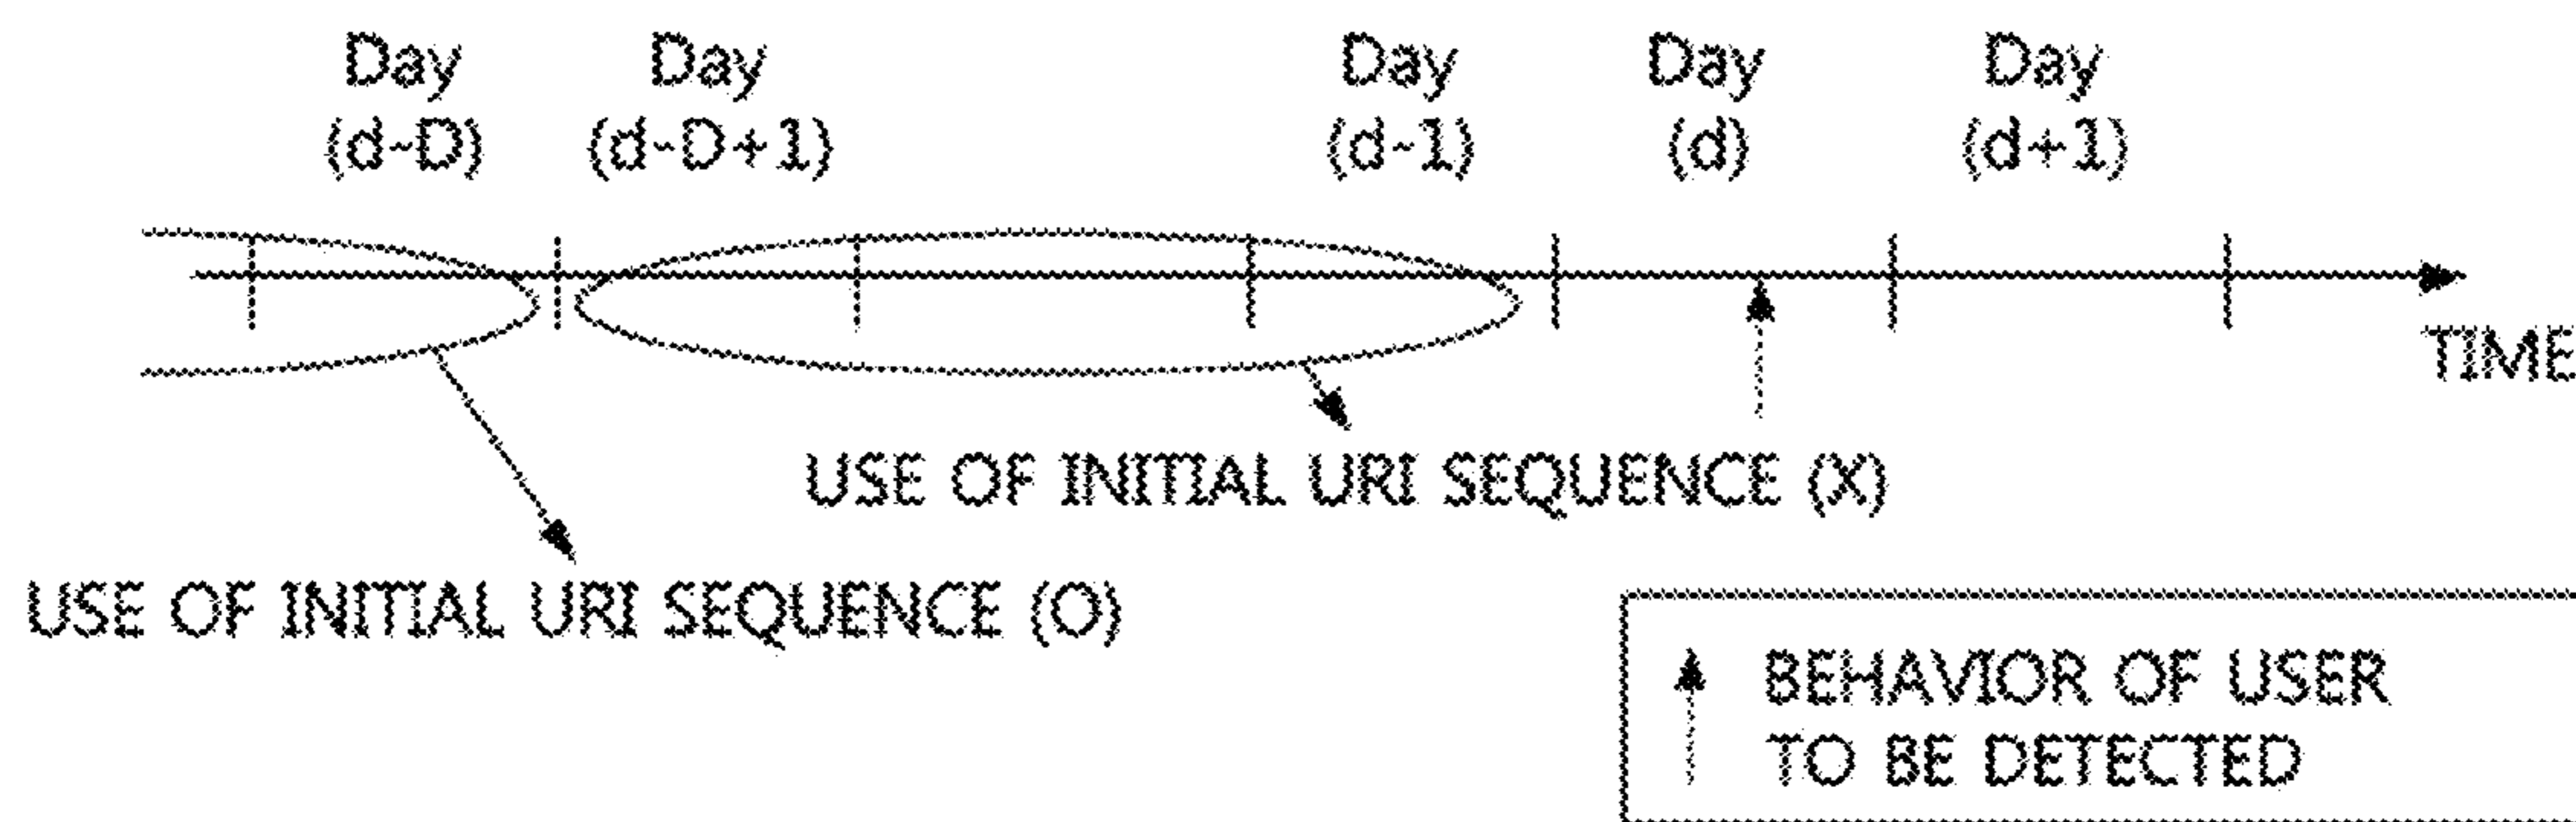 Day Day Day Day Day
(d-D) (d-D+1) (d-1) (d) (d+1)
TIME
USE OF INITIAL URI SEQUENCE (X)
USE OF INITIAL URI SEQUENCE (O)
BEHAVIOR OF USER
TO BE DETECTED